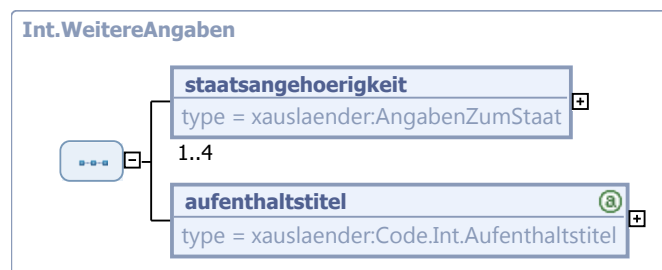 Int.WeitereAngaben
staatsangehoerigkeit
type = xauslaender:AngabenZumStaat
1..4
aufenthaltstitel
a
type = xauslaender:Code.Int.Aufenthaltstitel